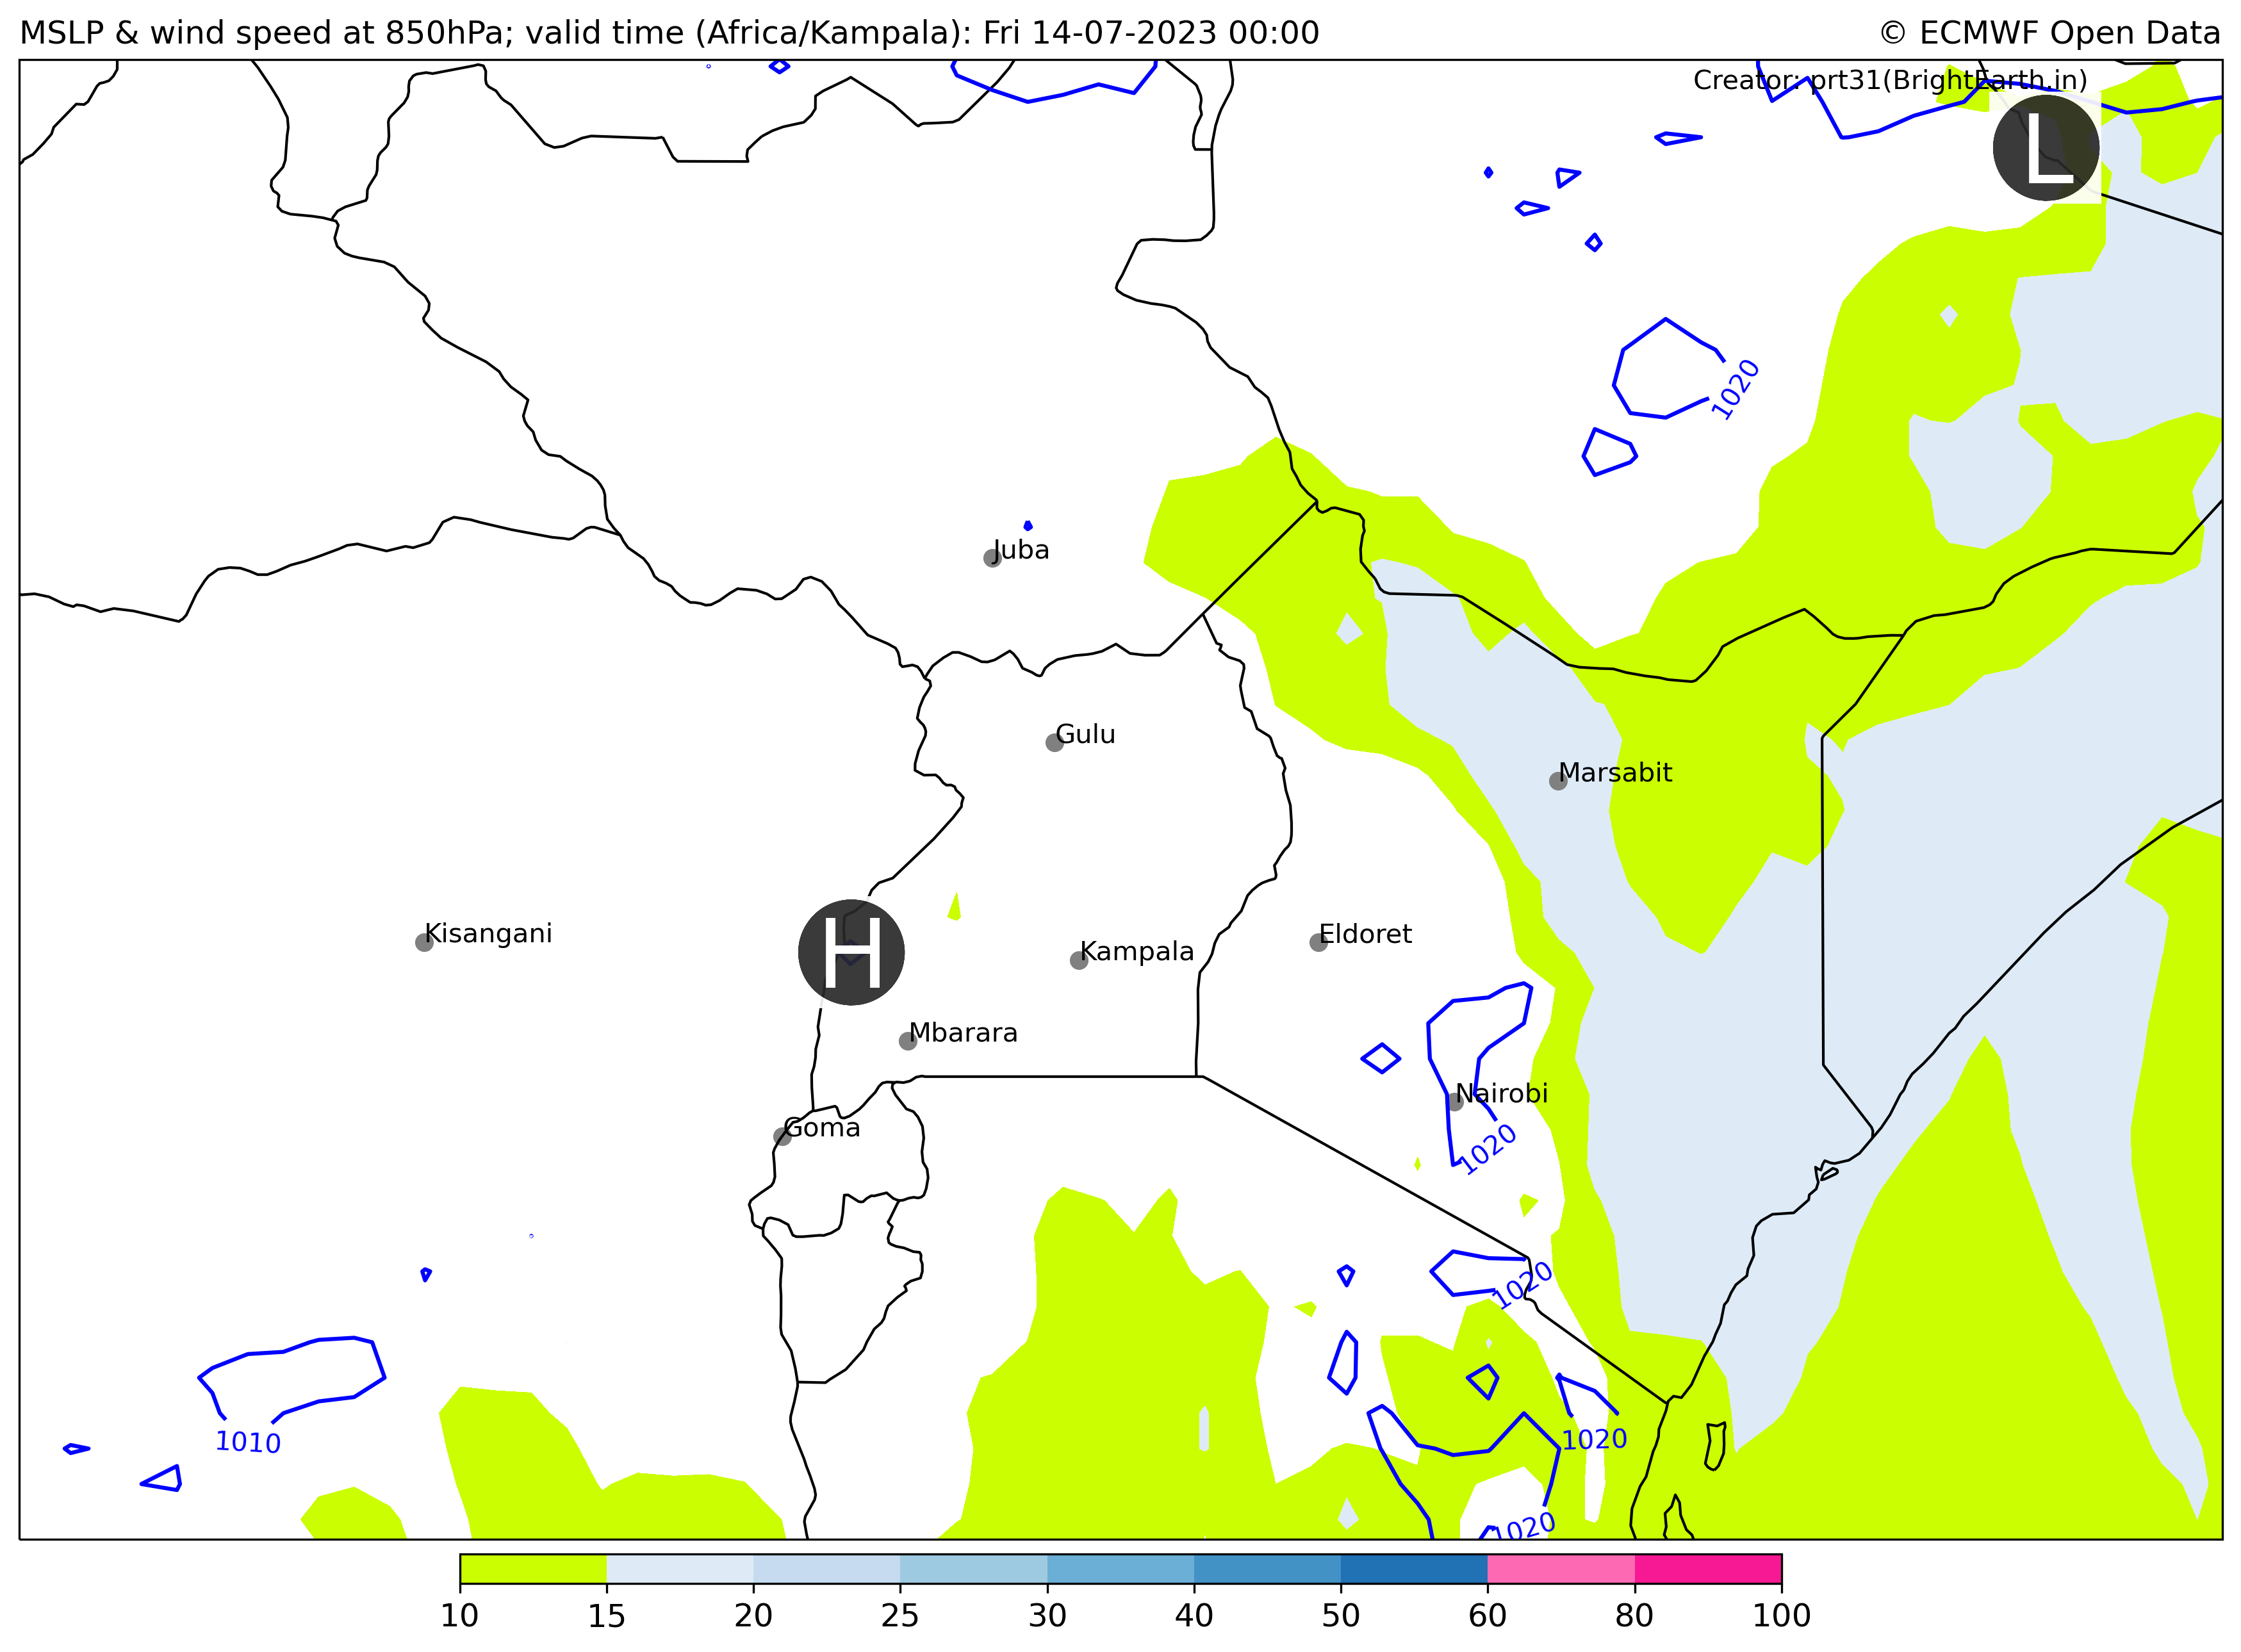 MSLP & wind speed at 850hPa; valid time (Africa/Kampala): Fri 14-07-2023 00:00
© ECMWF Open Data
Creator: prt31(BrightEarth.in)
L
1020
Juba
Gulu
Marsabit
Kisangani
H
Kampala
Eldoret
Mbarara
Nairobi
Goma
1020
1020
1010
1020
1020
10 15 20 25 30 40 50 60 80 100